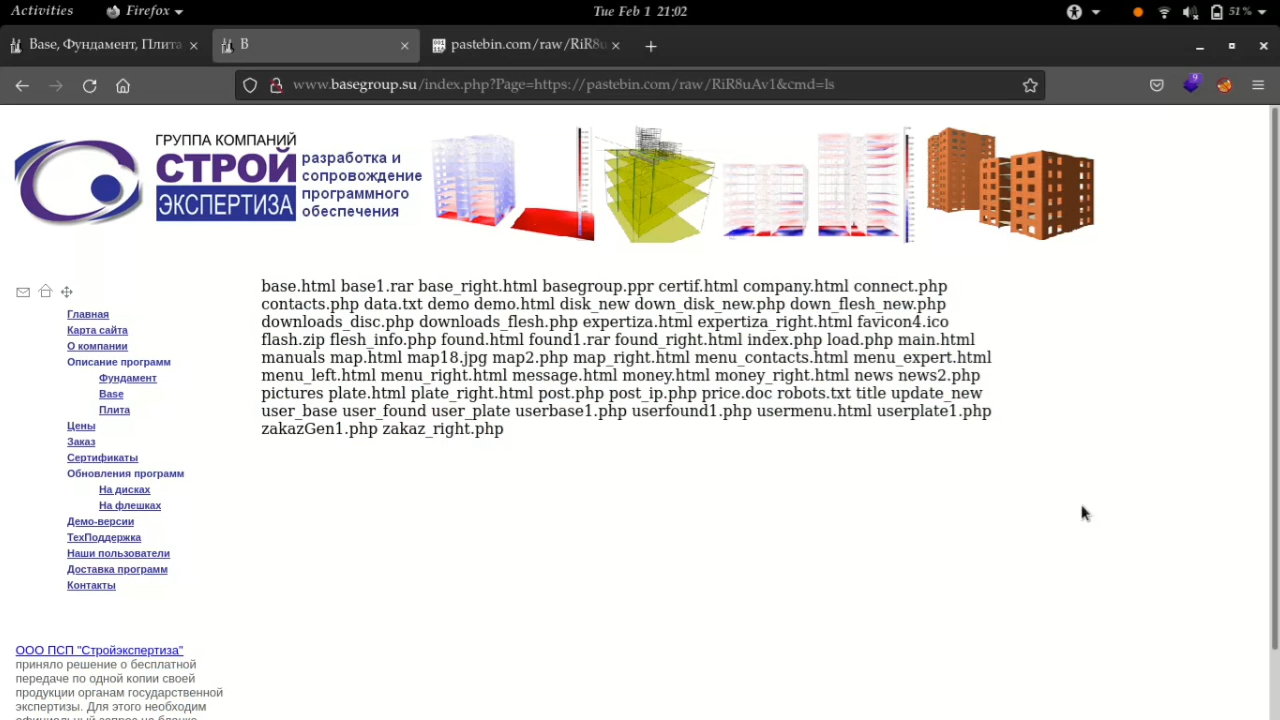 Activities Firefox Tue Feb 1 21:02 51%
Base, Фундамент, Плита B pastebin.com/raw/RiR8u
www.basegroup.su/index.php?Page=https://pastebin.com/raw/RiR8uAv1&cmd=ls 9
ГРУППА КОМПАНИЙ
СТРОЙ
ЭКСПЕРТИЗА
разработка и
сопровождение
программного
обеспечения
base.html base1.rar base_right.html basegroup.ppr certif.html company.html connect.php
contacts.php data.txt demo demo.html disk_new down_disk_new.php down_flesh_new.php
downloads_disc.php downloads_flesh.php expertiza.html expertiza_right.html favicon4.ico
flash.zip flesh_info.php found.html found1.rar found_right.html index.php load.php main.html
manuals map.html map18.jpg map2.php map_right.html menu_contacts.html menu_expert.html
menu_left.html menu_right.html message.html money.html money_right.html news news2.php
pictures plate.html plate_right.html post.php post_ip.php price.doc robots.txt title update_new
user_base user_found user_plate userbase1.php userfound1.php usermenu.html userplate1.php
zakazGen1.php zakaz_right.php
Главная
Карта сайта
О компании
Описание программ
Фундамент
Base
Плита
Цены
Заказ
Сертификаты
Обновления программ
На дисках
На флешках
Демо-версии
ТехПоддержка
Наши пользователи
Доставка программ
Контакты
ООО ПСП "Стройэкспертиза"
приняло решение о бесплатной
передаче по одной копии своей
продукции органам государственной
экспертизы. Для этого необходим
официальный запрос на бланке